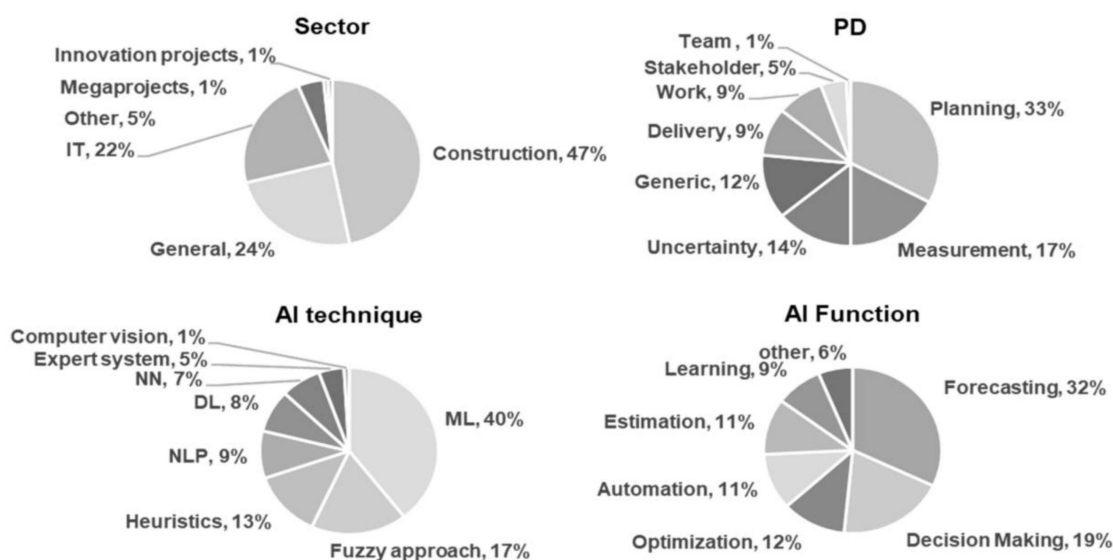 Sector
Innovation projects, 1%
Megaprojects, 1%
Other, 5%
IT, 22%
Construction, 47%
General, 24%
PD
Team , 1%
Stakeholder, 5%
Work, 9%
Planning, 33%
Delivery, 9%
Generic, 12%
Uncertainty, 14%
Measurement, 17%
AI technique
Computer vision, 1%
Expert system, 5%
NN, 7%
DL, 8%
ML, 40%
NLP, 9%
Heuristics, 13%
Fuzzy approach, 17%
AI Function
other, 6%
Learning, 9%
Forecasting, 32%
Estimation, 11%
Automation, 11%
Optimization, 12%
Decision Making, 19%